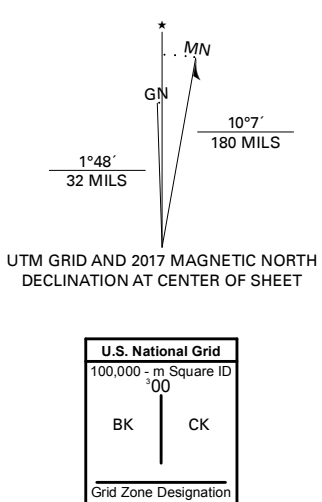 ★
MN
GN
10°7´
180 MILS
1°48´
32 MILS
UTM GRID AND 2017 MAGNETIC NORTH
DECLINATION AT CENTER OF SHEET
U.S. National Grid
100,000 - m Square ID
³00
BK CK
Grid Zone Designation